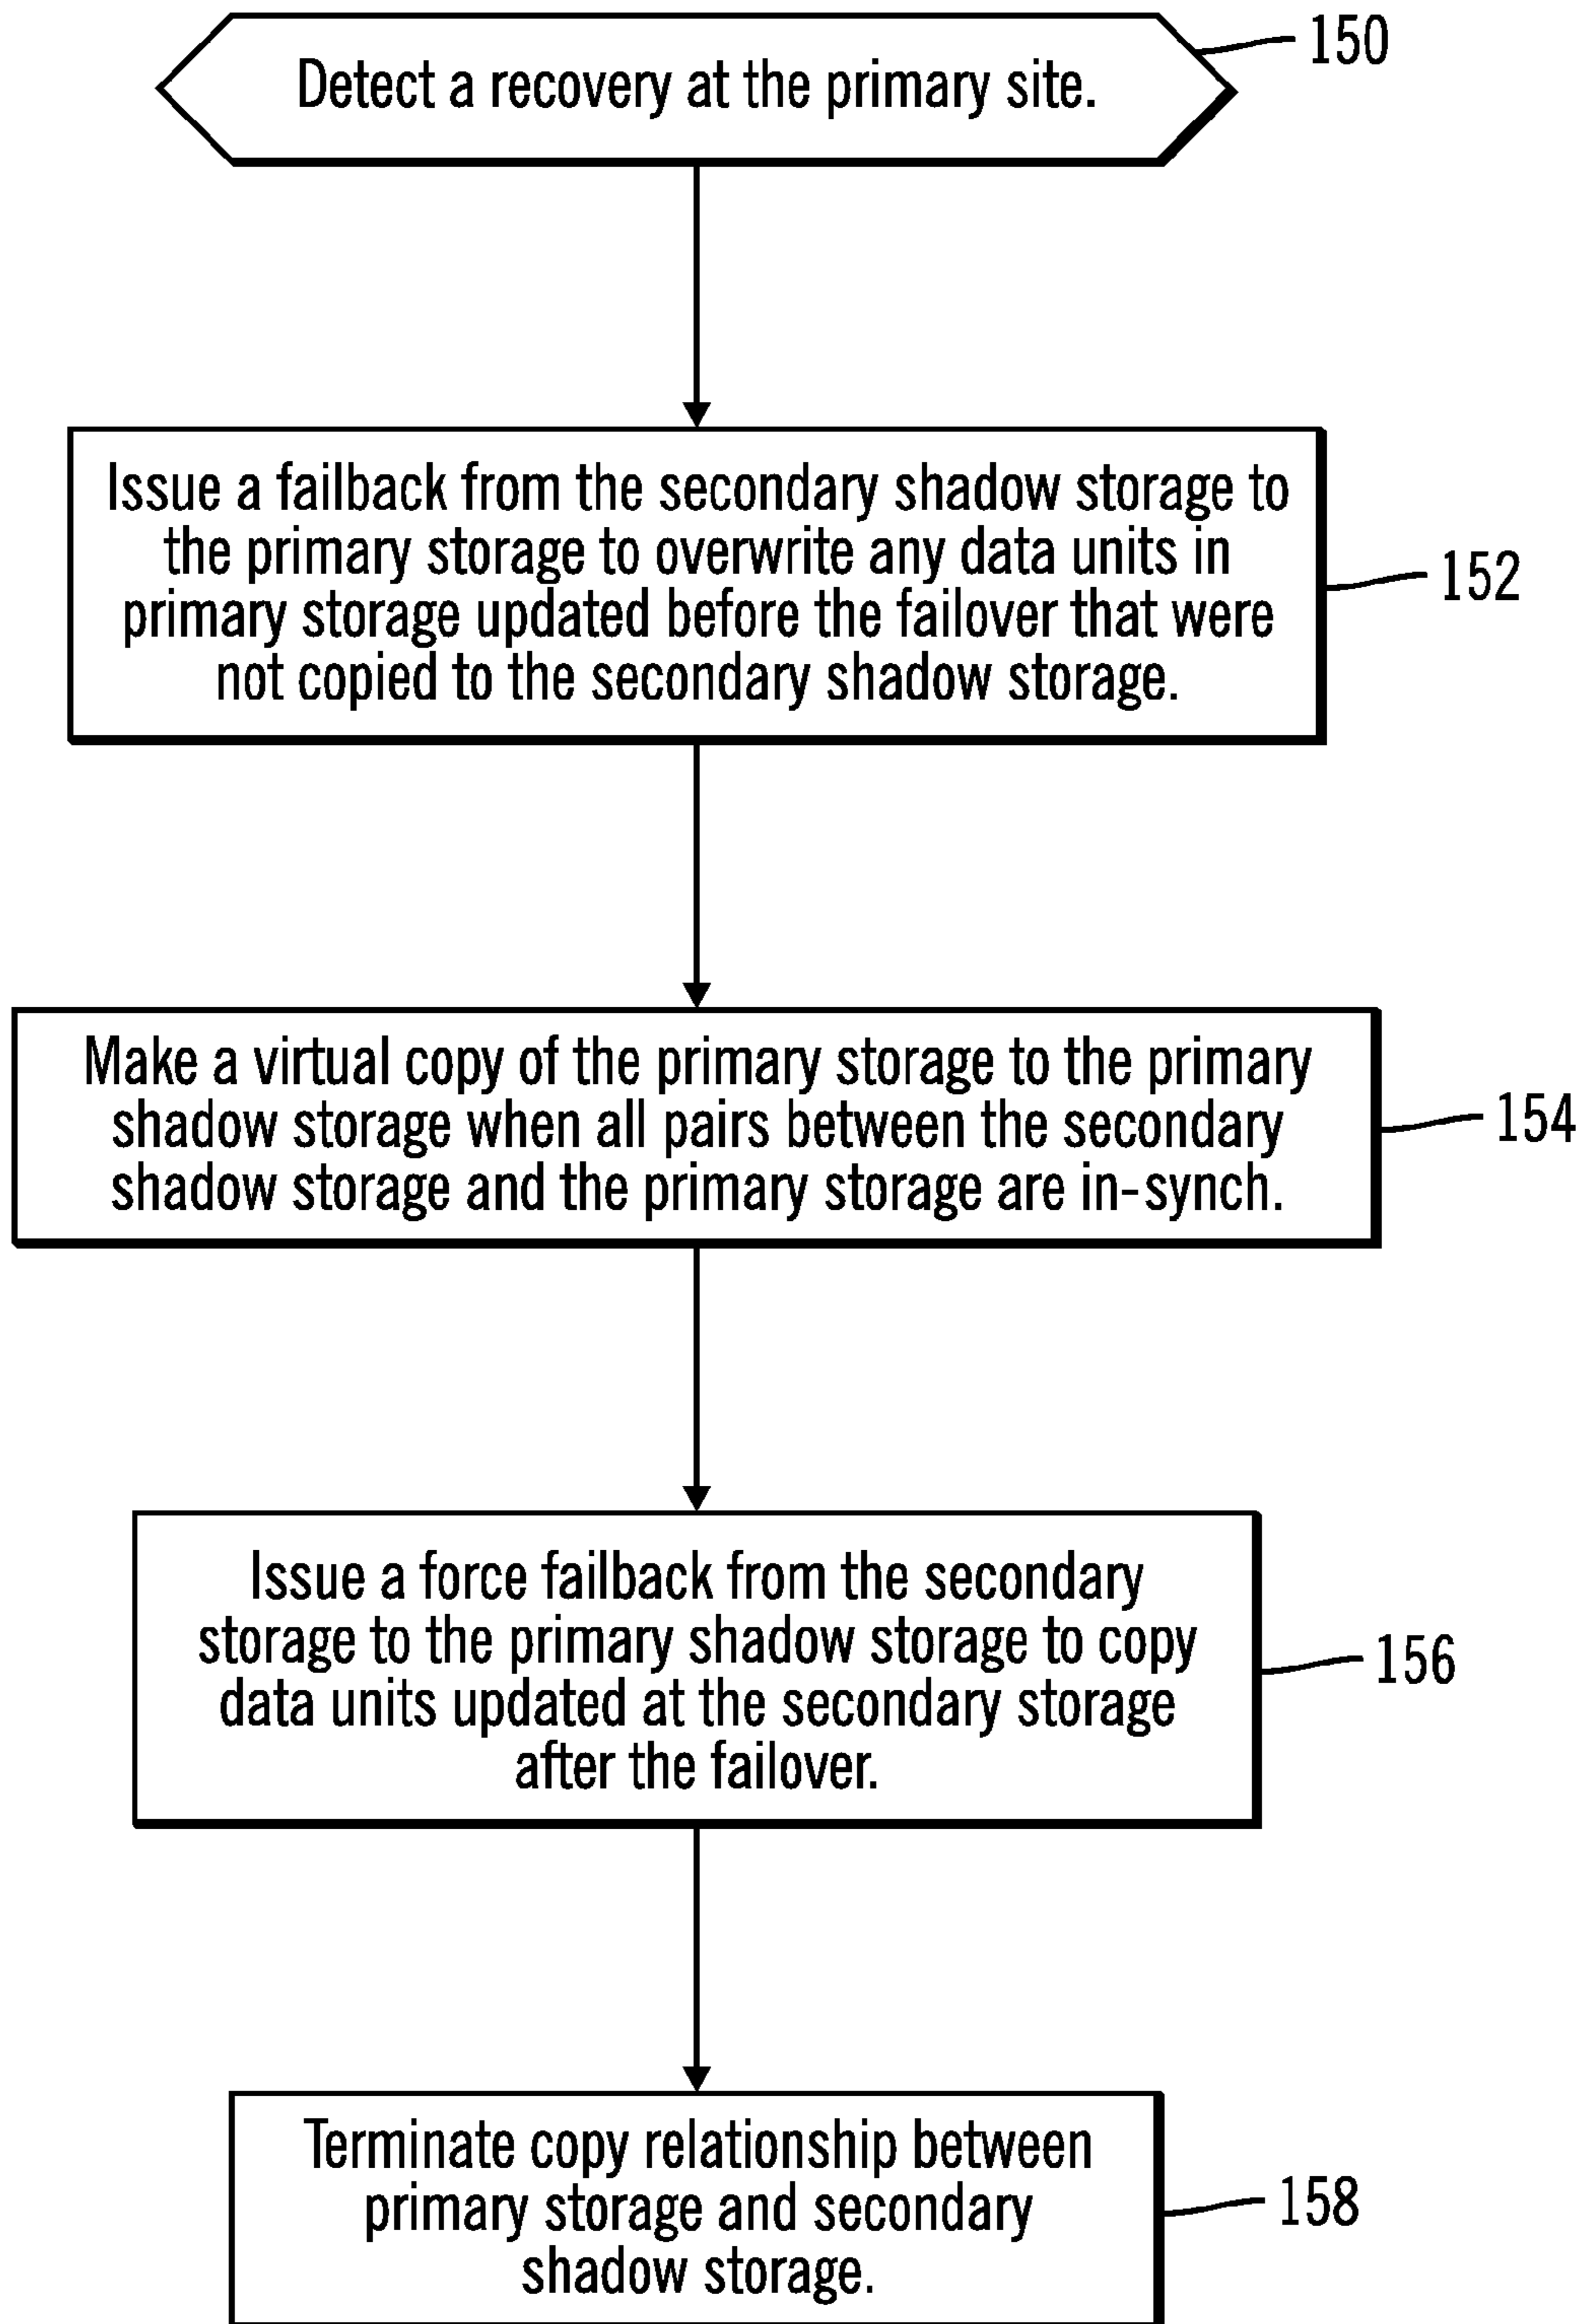 Detect a recovery at the primary site.
150
Issue a failback from the secondary shadow storage to
the primary storage to overwrite any data units in
primary storage updated before the failover that were
not copied to the secondary shadow storage.
152
Make a virtual copy of the primary storage to the primary
shadow storage when all pairs between the secondary
shadow storage and the primary storage are in-synch.
154
Issue a force failback from the secondary
storage to the primary shadow storage to copy
data units updated at the secondary storage
after the failover.
156
Terminate copy relationship between
primary storage and secondary
shadow storage.
158